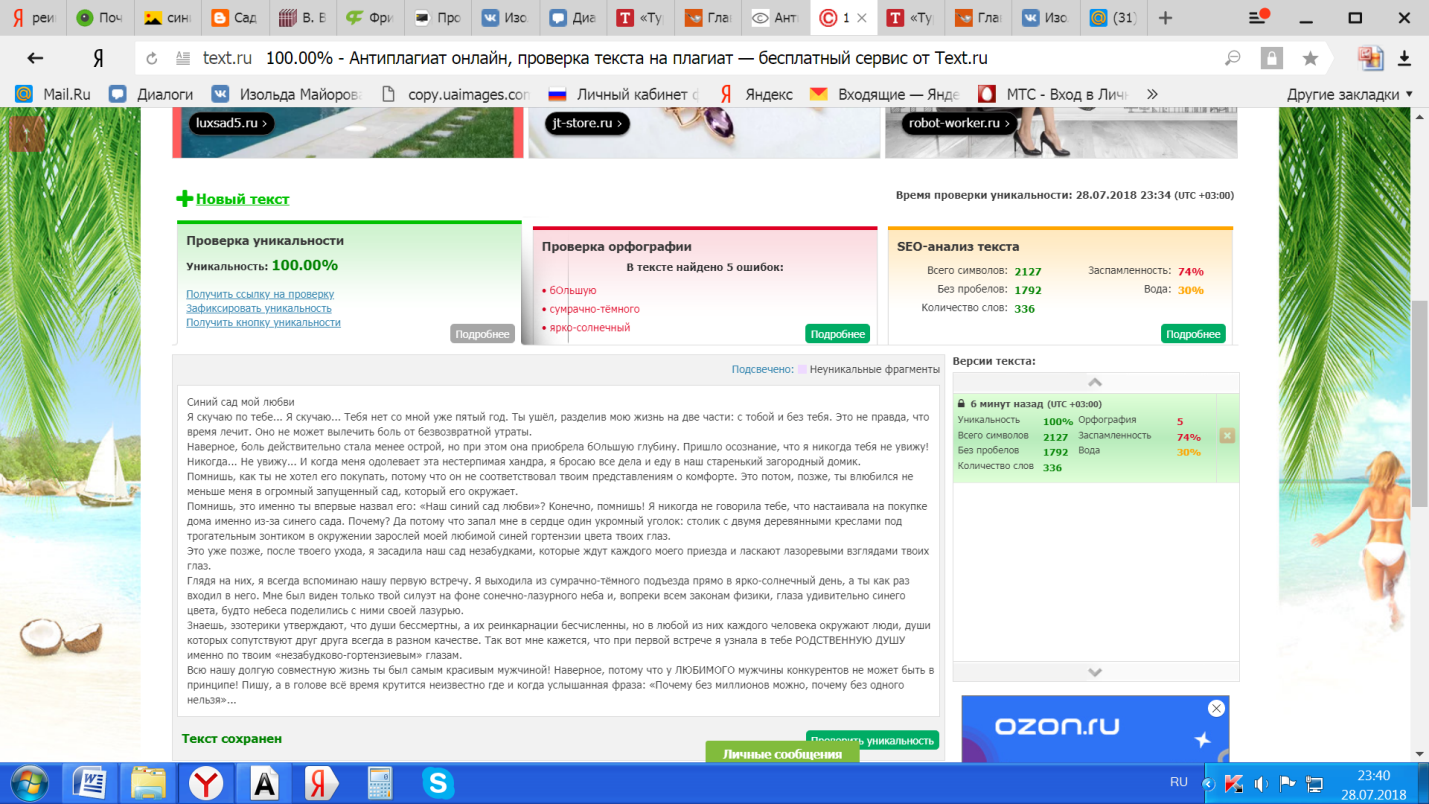 реи
Поч
син
Сад
В. В
Фри
Про
Изо.
Диа
«Ту
Глаг
Анти
1
«Ту
Глаг
Изо.
(31)
Я
text.ru 100.00% - Антиплагиат онлайн, проверка текста на плагиат — бесплатный сервис от Text.ru
Mail.Ru
Диалоги
Изольда Майорова
copy.uaimages.com
Личный кабинет ф
Яндекс
Входящие — Янде
МТС - Вход в Личн
Другие закладки
luxsad5.ru >
jt-store.ru >
robot-worker.ru >
Новый текст
Время проверки уникальности: 28.07.2018 23:34 (UTC +03:00)
Проверка уникальности
Уникальность: 100.00%
Получить ссылку на проверку
Зафиксировать уникальность
Получить кнопку уникальности
Подробнее
Проверка орфографии
В тексте найдено 5 ошибок:
• бОльшую
• сумрачно-тёмного
• ярко-солнечный
Подробнее
SEO-анализ текста
Всего символов: 2127 Заспамленность: 74%
Без пробелов: 1792 Вода: 30%
Количество слов: 336
Подробнее
Подсвечено: Неуникальные фрагменты
Синий сад мой любви
Я скучаю по тебе... Я скучаю... Тебя нет со мной уже пятый год. Ты ушёл, разделив мою жизнь на две части: с тобой и без тебя. Это не правда, что
время лечит. Оно не может вылечить боль от безвозвратной утраты.
Наверное, боль действительно стала менее острой, но при этом она приобрела бОльшую глубину. Пришло осознание, что я никогда тебя не увижу!
Никогда... Не увижу... И когда меня одолевает эта нестерпимая хандра, я бросаю все дела и еду в наш старенький загородный домик.
Помнишь, как ты не хотел его покупать, потому что он не соответствовал твоим представлениям о комфорте. Это потом, позже, ты влюбился не
меньше меня в огромный запущенный сад, который его окружает.
Помнишь, это именно ты впервые назвал его: «Наш синий сад любви»? Конечно, помнишь! Я никогда не говорила тебе, что настаивала на покупке
дома именно из-за синего сада. Почему? Да потому что запал мне в сердце один укромный уголок: столик с двумя деревянными креслами под
трогательным зонтиком в окружении зарослей моей любимой синей гортензии цвета твоих глаз.
Это уже позже, после твоего ухода, я засадила наш сад незабудками, которые ждут каждого моего приезда и ласкают лазоревыми взглядами твоих
глаз.
Глядя на них, я всегда вспоминаю нашу первую встречу. Я выходила из сумрачно-тёмного подъезда прямо в ярко-солнечный день, а ты как раз
входил в него. Мне был виден только твой силуэт на фоне сонечно-лазурного неба и, вопреки всем законам физики, глаза удивительно синего
цвета, будто небеса поделились с ними своей лазурью.
Знаешь, эзотерики утверждают, что души бессмертны, а их реинкарнации бесчисленны, но в любой из них каждого человека окружают люди, души
которых сопутствуют друг друга всегда в разном качестве. Так вот мне кажется, что при первой встрече я узнала в тебе РОДСТВЕННУЮ ДУШУ
именно по твоим «незабудково-гортензиевым» глазам.
Всю нашу долгую совместную жизнь ты был самым красивым мужчиной! Наверное, потому что у ЛЮБИМОГО мужчины конкурентов не может быть в
принципе! Пишу, а в голове всё время крутится неизвестно где и когда услышанная фраза: «Почему без миллионов можно, почему без одного
нельзя»...
Текст сохранен
Проверить уникальность
Личные сообщения
Версии текста:
6 минут назад (UTC +03:00)
Уникальность 100% Орфография 5
Всего символов 2127 Заспамленность 74%
Без пробелов 1792 Вода 30%
Количество слов 336
ozon.ru
RU
23:40
28.07.2018